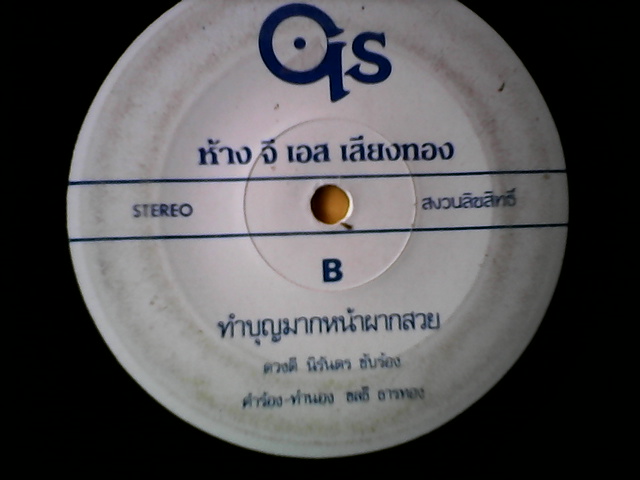 GS
ห้าง จี เอส เสียงทอง
STEREO
สงวนลิขสิทธิ์
B
ทำบุญมากหน้าผากสวย
ดวงดี นิรันดร ขับร้อง
คำร้อง-ทำนอง ชลธี ธารทอง